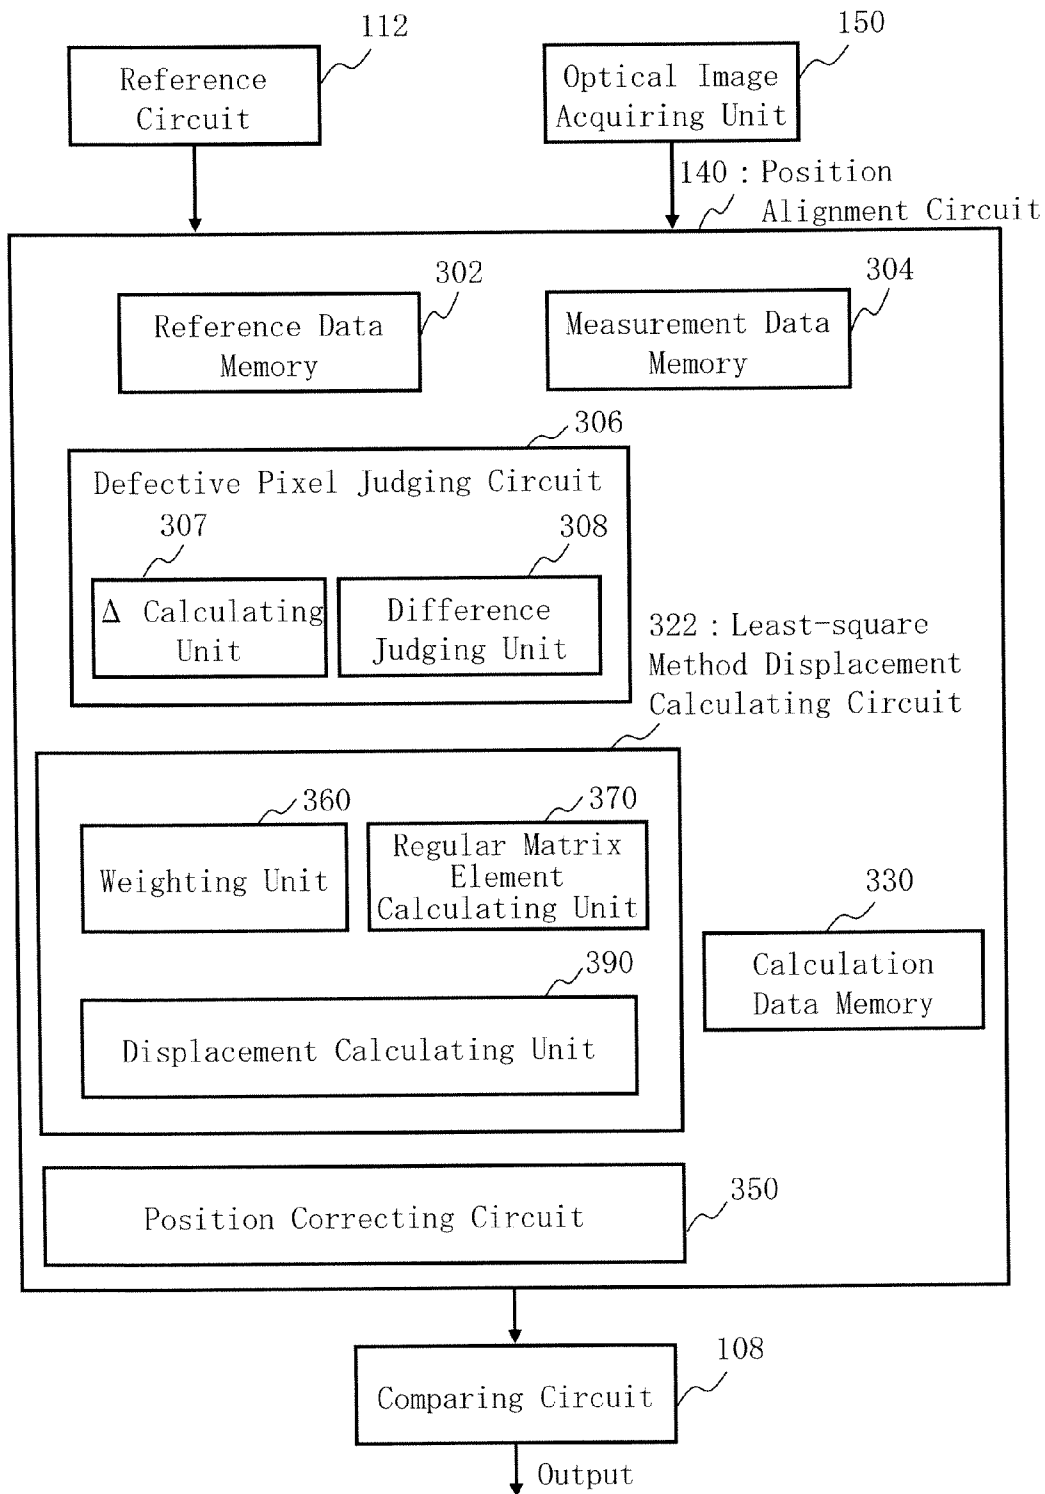 112
Reference
Circuit
150
Optical Image
Acquiring Unit
140 : Position
Alignment Circuit
302
Reference Data
Memory
304
Measurement Data
Memory
306
Defective Pixel Judging Circuit
307
Δ Calculating
Unit
308
Difference
Judging Unit
322 : Least-square
Method Displacement
Calculating Circuit
360
Weighting Unit
370
Regular Matrix
Element
Calculating Unit
330
Calculation
Data Memory
390
Displacement Calculating Unit
350
Position Correcting Circuit
108
Comparing Circuit
Output